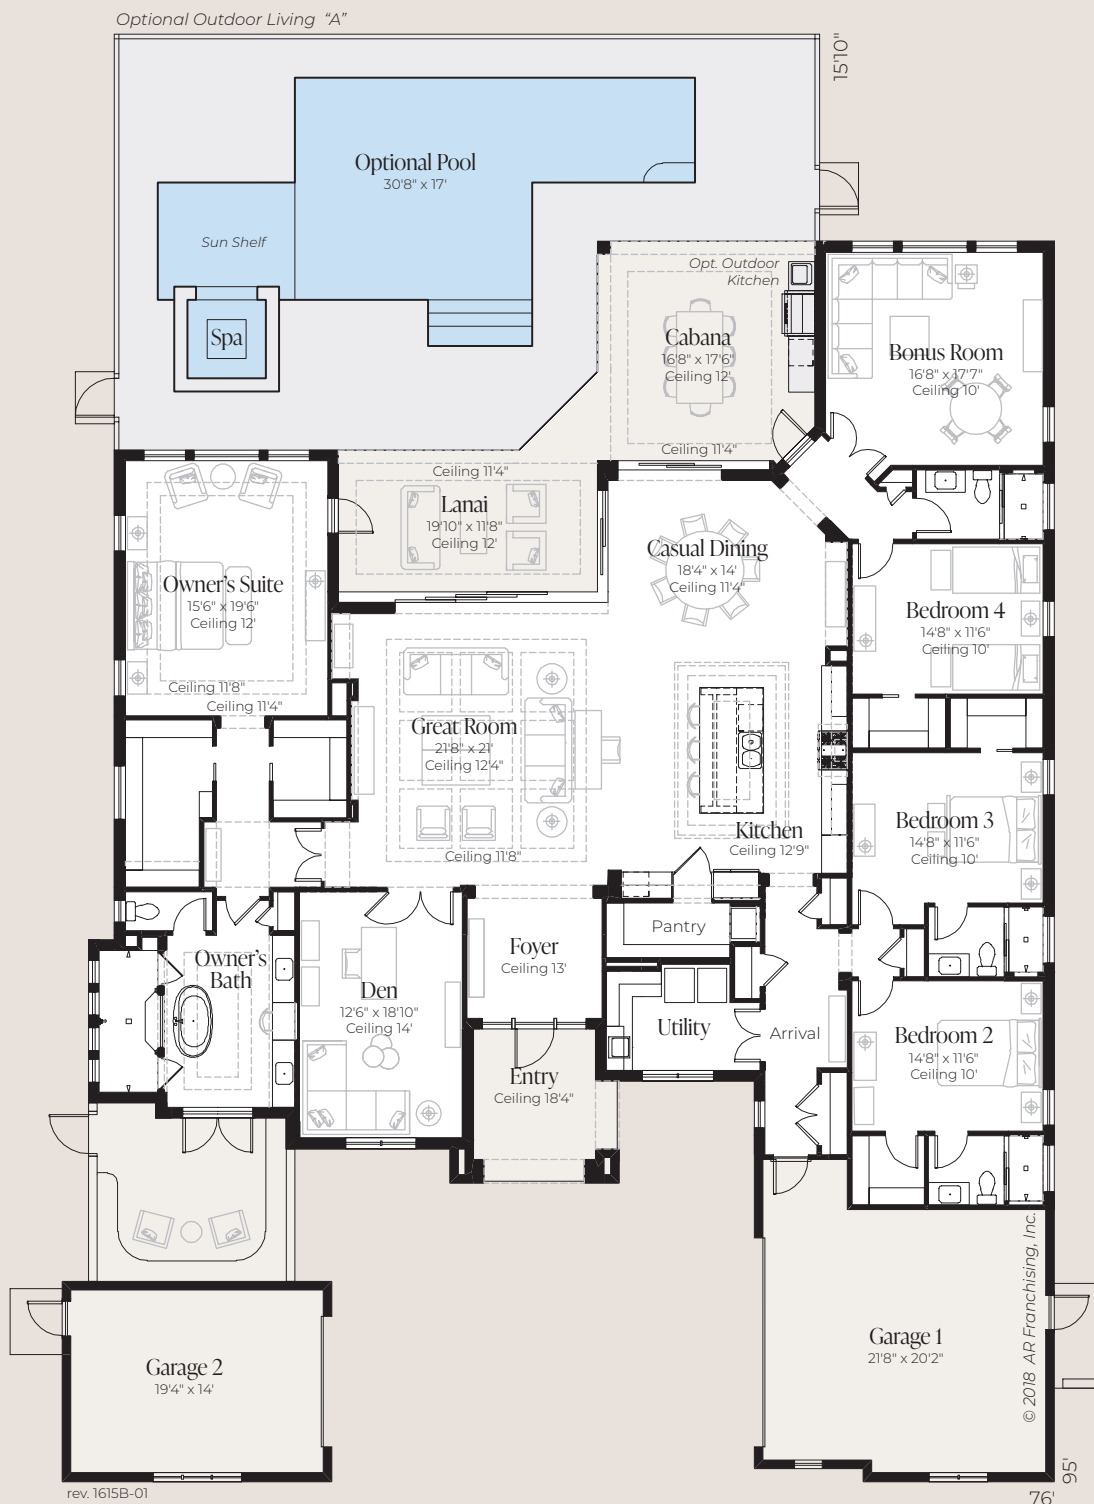 Optional Outdoor Living "A"
15'10"
Optional Pool
30'8" x 17'
Sun Shelf
Spa
Opt. Outdoor
Kitchen
Cabana
16'8" x 17'6"
Ceiling 12'
Ceiling 11'4"
Bonus Room
16'8" x 17'7"
Ceiling 10'
Ceiling 11'4"
Lanai
19'10" x 11'8"
Ceiling 12'
Casual Dining
18'4" x 14'
Ceiling 11'4"
Owner's Suite
15'6" x 19'6"
Ceiling 12'
Ceiling 11'8"
Ceiling 11'4"
Bedroom 4
14'8" x 11'6"
Ceiling 10'
Great Room
21'8" x 21'
Ceiling 12'4"
Ceiling 11'8"
Kitchen
Ceiling 12'9"
Bedroom 3
14'8" x 11'6"
Ceiling 10'
Pantry
Foyer
Ceiling 13'
Owner's
Bath
Den
12'6" x 18'10"
Ceiling 14'
Utility
Arrival
Bedroom 2
14'8" x 11'6"
Ceiling 10'
Entry
Ceiling 18'4"
Garage 1
21'8" x 20'2"
Garage 2
19'4" x 14'
© 2018 AR Franchising, Inc.
95'
76'
rev. 1615B-01